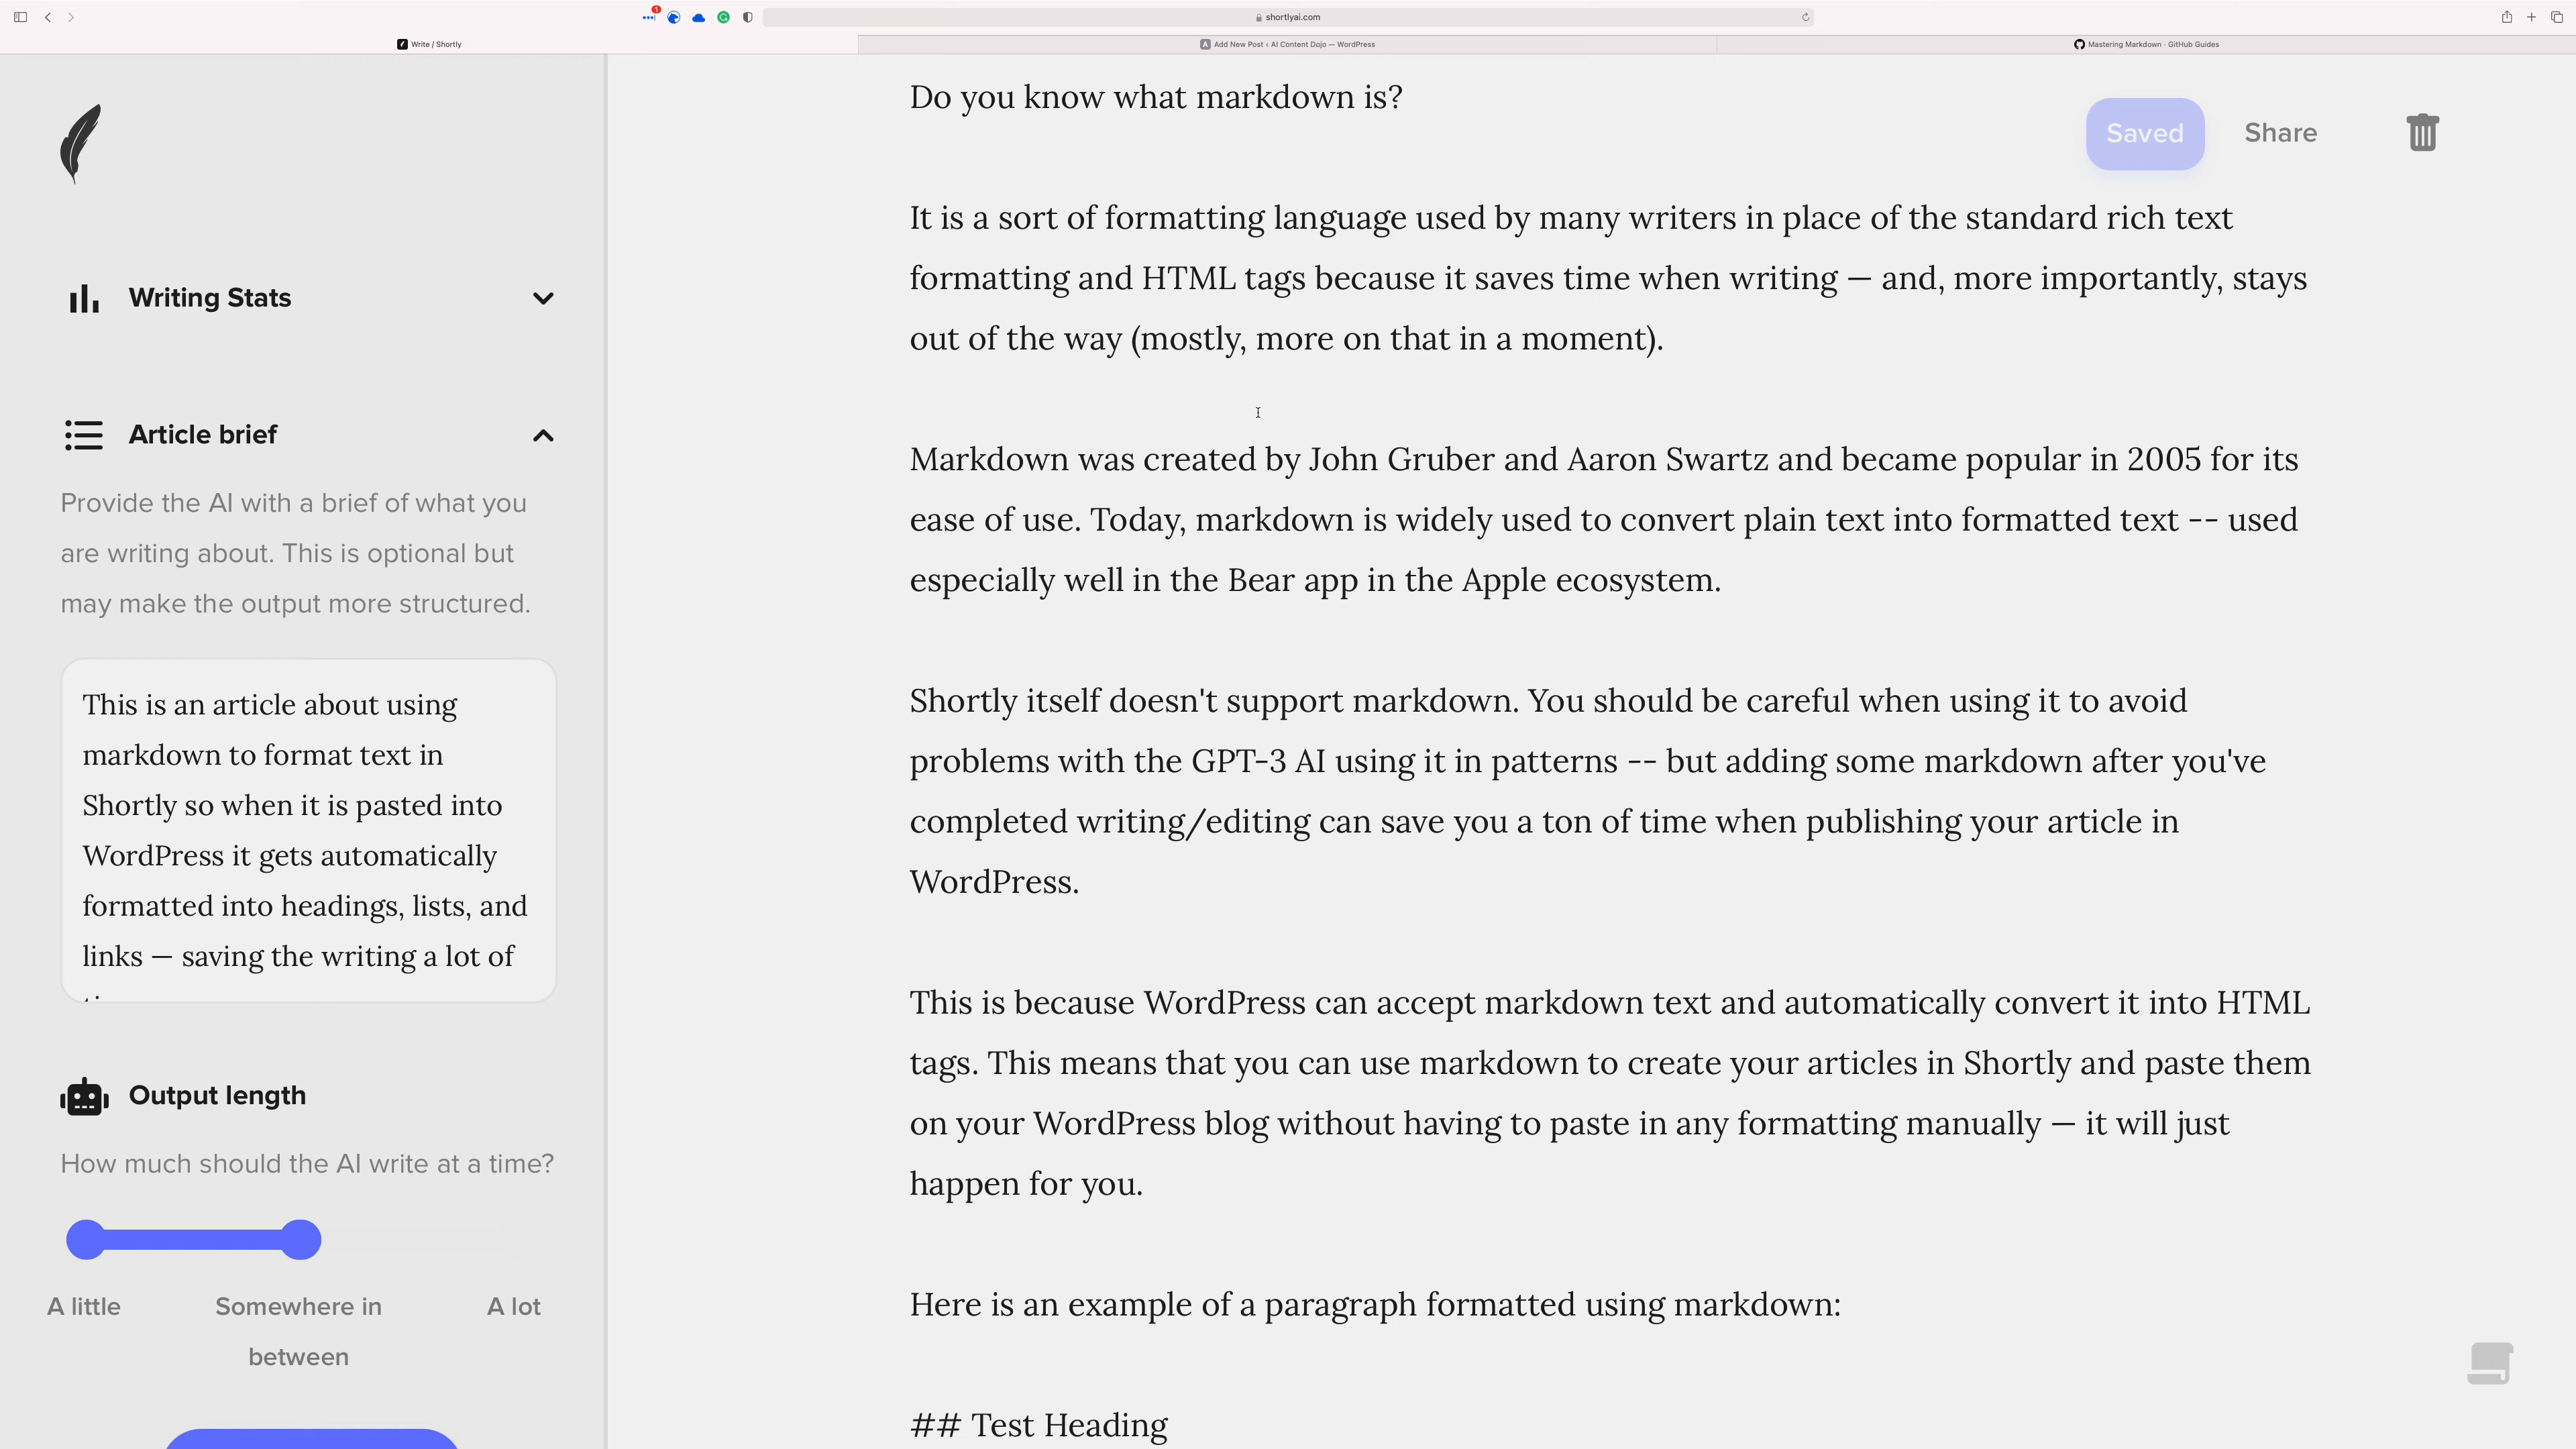 shortlyai.com
Write / Shortly
Add New Post ‹ AI Content Dojo — WordPress
Mastering Markdown · GitHub Guides
1
Writing Stats
Article brief
Provide the AI with a brief of what you
are writing about. This is optional but
may make the output more structured.
This is an article about using
markdown to format text in
Shortly so when it is pasted into
WordPress it gets automatically
formatted into headings, lists, and
links — saving the writing a lot of
Output length
How much should the AI write at a time?
A little
Somewhere in
between
A lot
Saved
Share
Do you know what markdown is?
It is a sort of formatting language used by many writers in place of the standard rich text
formatting and HTML tags because it saves time when writing — and, more importantly, stays
out of the way (mostly, more on that in a moment).
Markdown was created by John Gruber and Aaron Swartz and became popular in 2005 for its
ease of use. Today, markdown is widely used to convert plain text into formatted text -- used
especially well in the Bear app in the Apple ecosystem.
Shortly itself doesn't support markdown. You should be careful when using it to avoid
problems with the GPT-3 AI using it in patterns -- but adding some markdown after you've
completed writing/editing can save you a ton of time when publishing your article in
WordPress.
This is because WordPress can accept markdown text and automatically convert it into HTML
tags. This means that you can use markdown to create your articles in Shortly and paste them
on your WordPress blog without having to paste in any formatting manually — it will just
happen for you.
Here is an example of a paragraph formatted using markdown:
## Test Heading